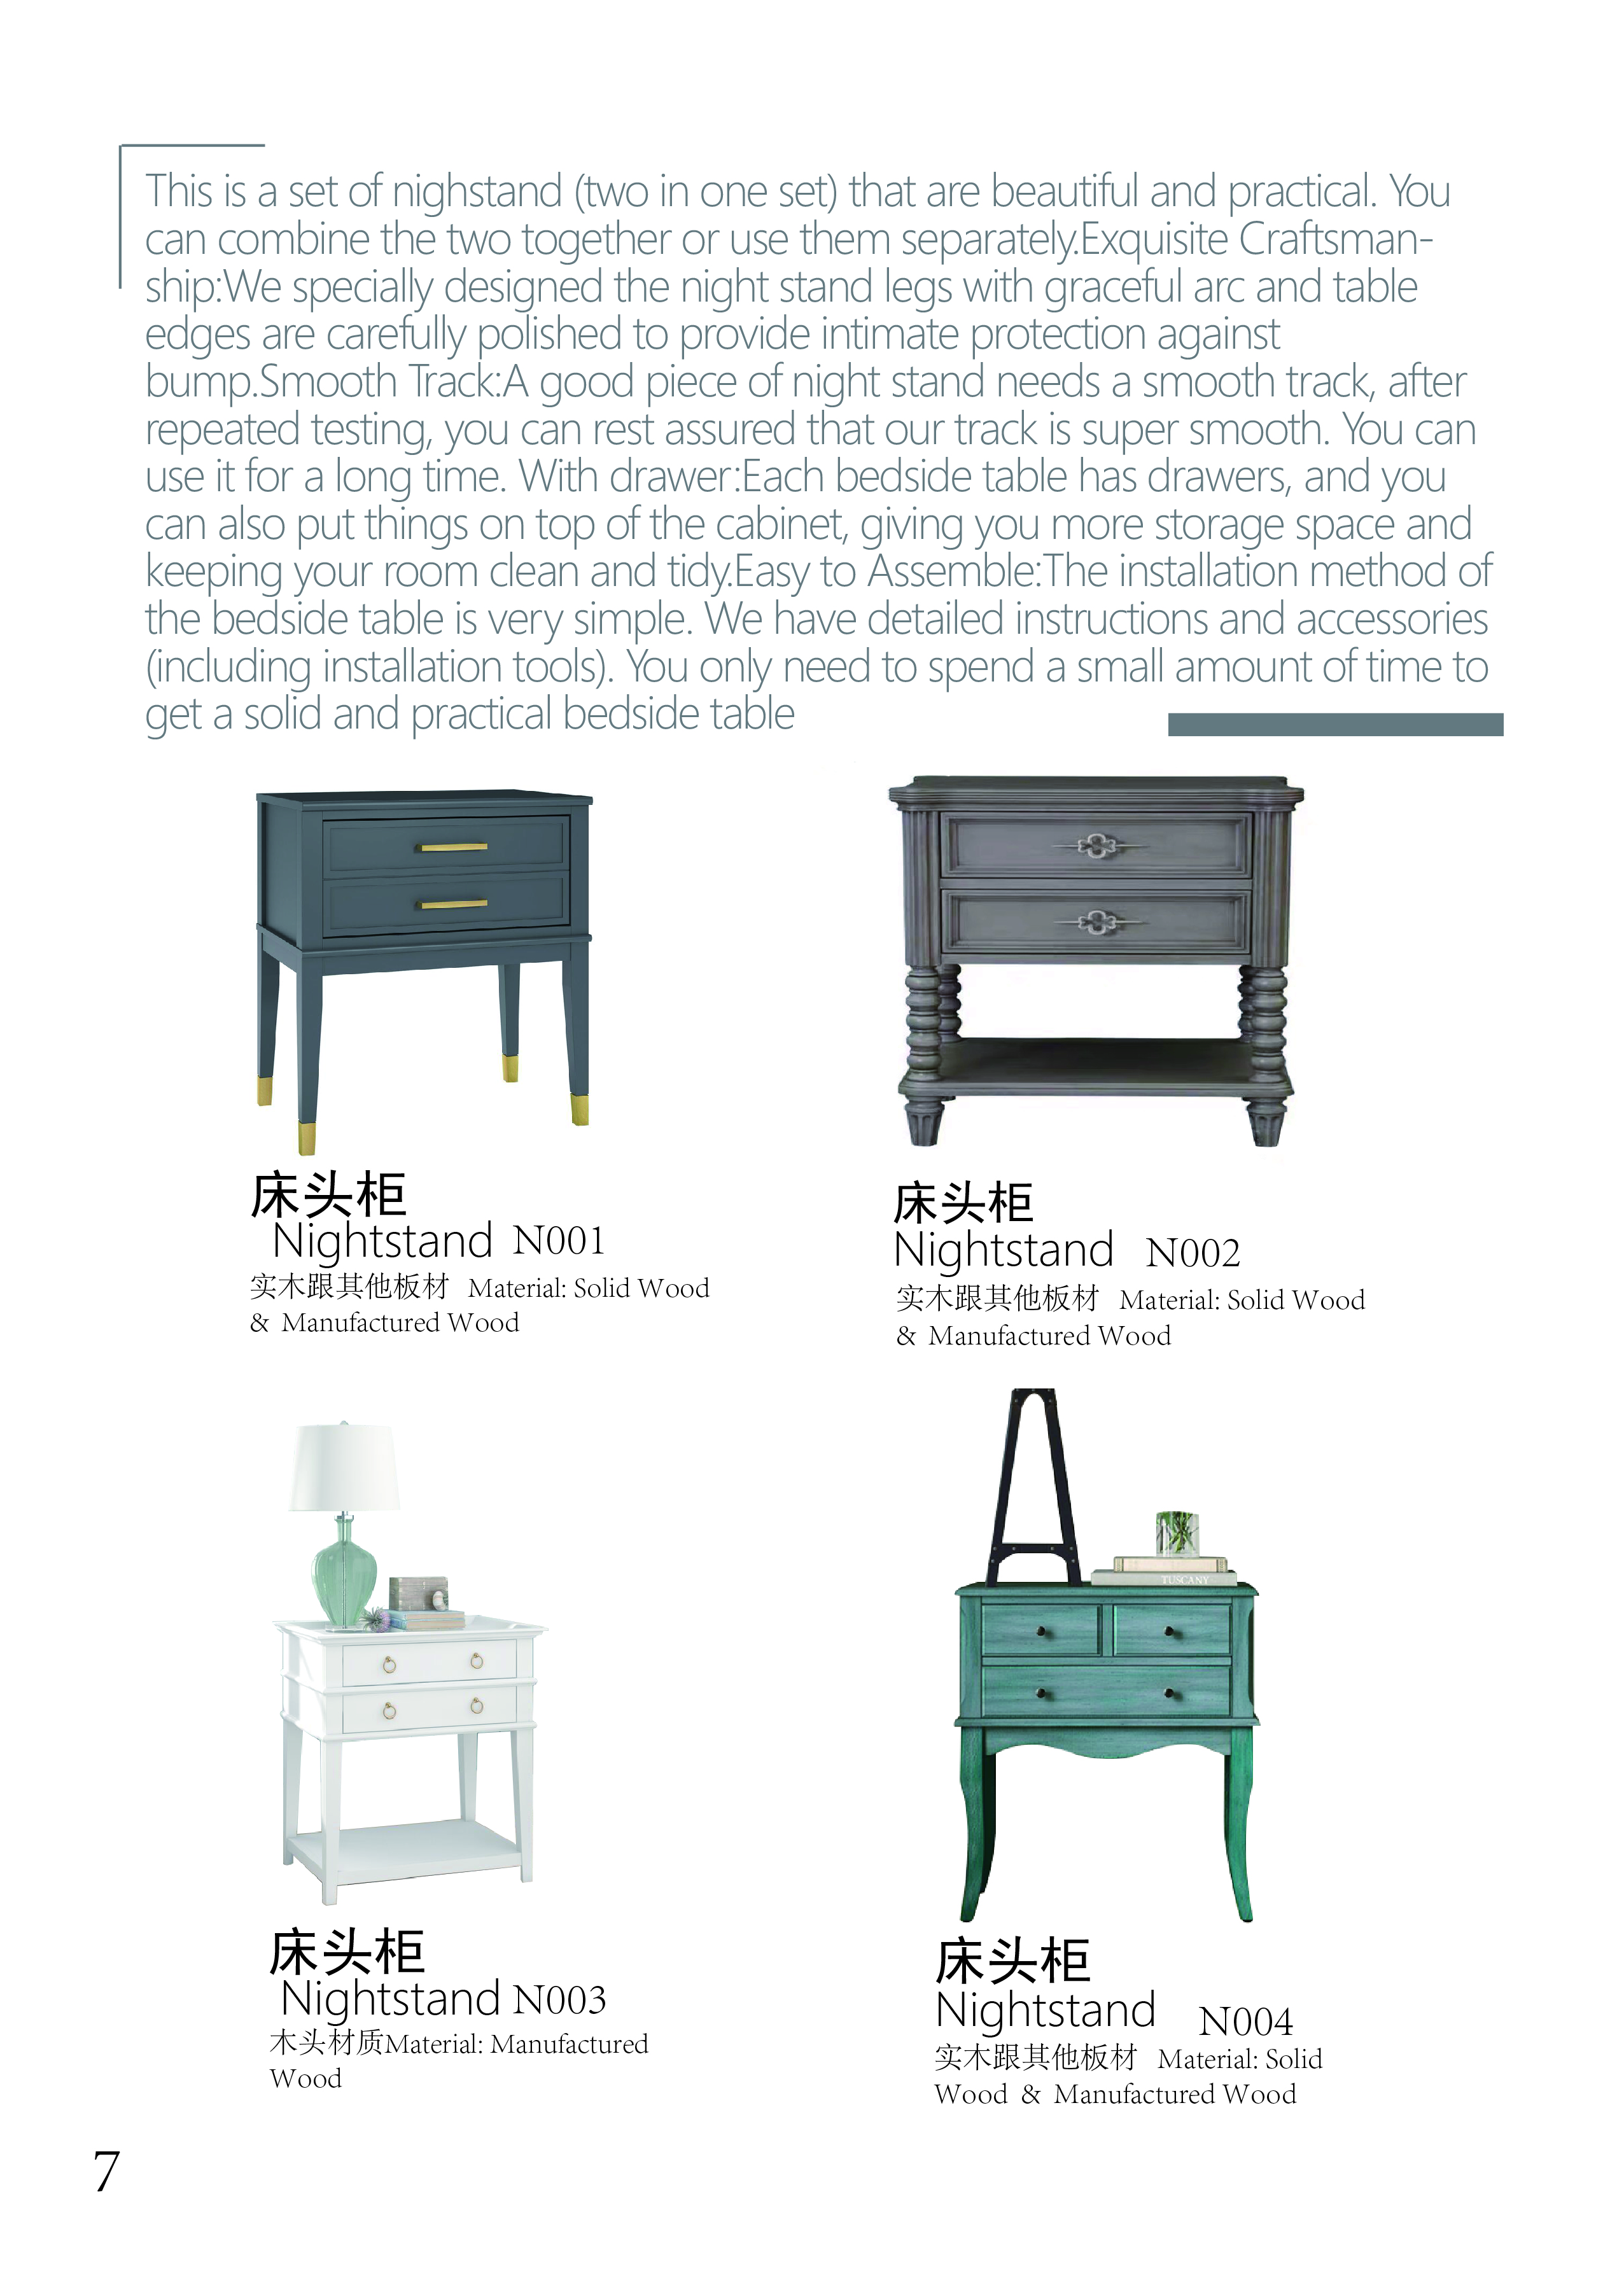 This is a set of nighstand (two in one set) that are beautiful and practical. You
can combine the two together or use them separately.Exquisite Craftsman-
ship:We specially designed the night stand legs with graceful arc and table
edges are carefully polished to provide intimate protection against
bump.Smooth Track:A good piece of night stand needs a smooth track, after
repeated testing, you can rest assured that our track is super smooth. You can
use it for a long time. With drawer:Each bedside table has drawers, and you
can also put things on top of the cabinet, giving you more storage space and
keeping your room clean and tidy.Easy to Assemble:The installation method of
the bedside table is very simple. We have detailed instructions and accessories
(including installation tools). You only need to spend a small amount of time to
get a solid and practical bedside table
床头柜
Nightstand N001
实木跟其他板材 Material: Solid Wood
& Manufactured Wood
床头柜
Nightstand N002
实木跟其他板材 Material: Solid Wood
& Manufactured Wood
床头柜
Nightstand N003
木头材质Material: Manufactured
Wood
TUSCANY
床头柜
Nightstand N004
实木跟其他板材 Material: Solid
Wood & Manufactured Wood
7